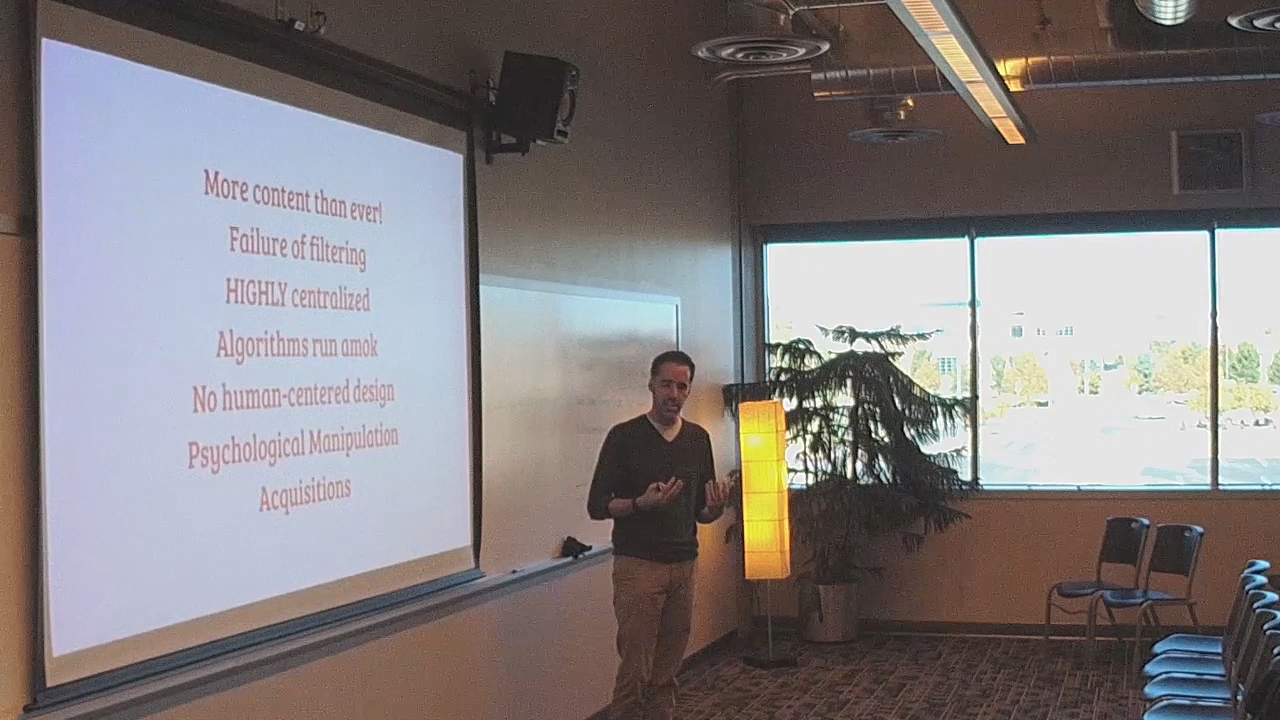 More content than ever!
Failure of filtering
HIGHLY centralized
Algorithms run amok
No human-centered design
Psychological Manipulation
Acquisitions